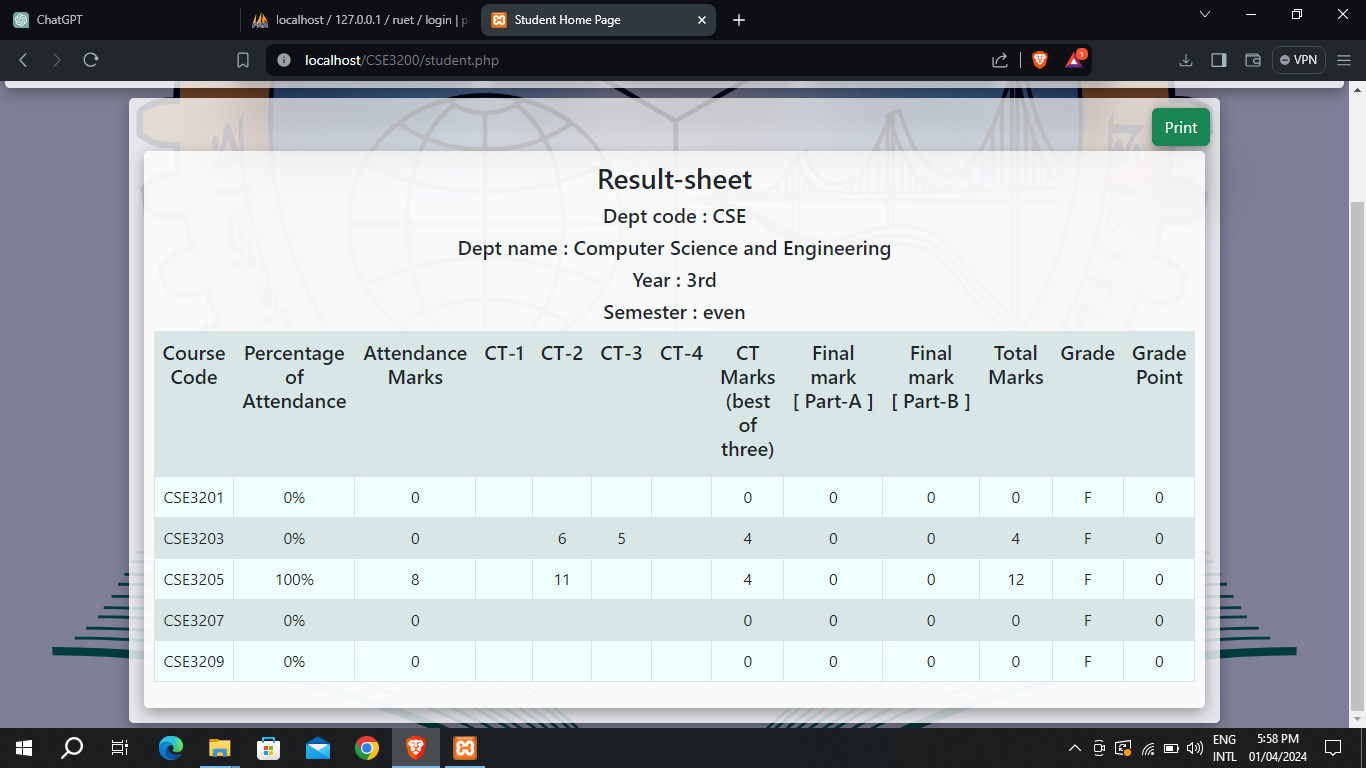 ChatGPT
localhost / 127.0.0.1 / ruet / login | p
Student Home Page
localhost/CSE3200/student.php
1
VPN
Print
Result-sheet
Dept code : CSE
Dept name : Computer Science and Engineering
Year : 3rd
Semester : even
Course Code Percentage of Attendance Attendance Marks CT-1 CT-2 CT-3 CT-4 CT Marks (best of three) Final mark [ Part-A ] Final mark [ Part-B ] Total Marks Grade Grade Point
CSE3201 0% 0 0 0 0 0 F 0
CSE3203 0% 0 6 5 4 0 0 4 F 0
CSE3205 100% 8 11 4 0 0 12 F 0
CSE3207 0% 0 0 0 0 0 F 0
CSE3209 0% 0 0 0 0 0 F 0
ENG
INTL
5:58 PM
01/04/2024